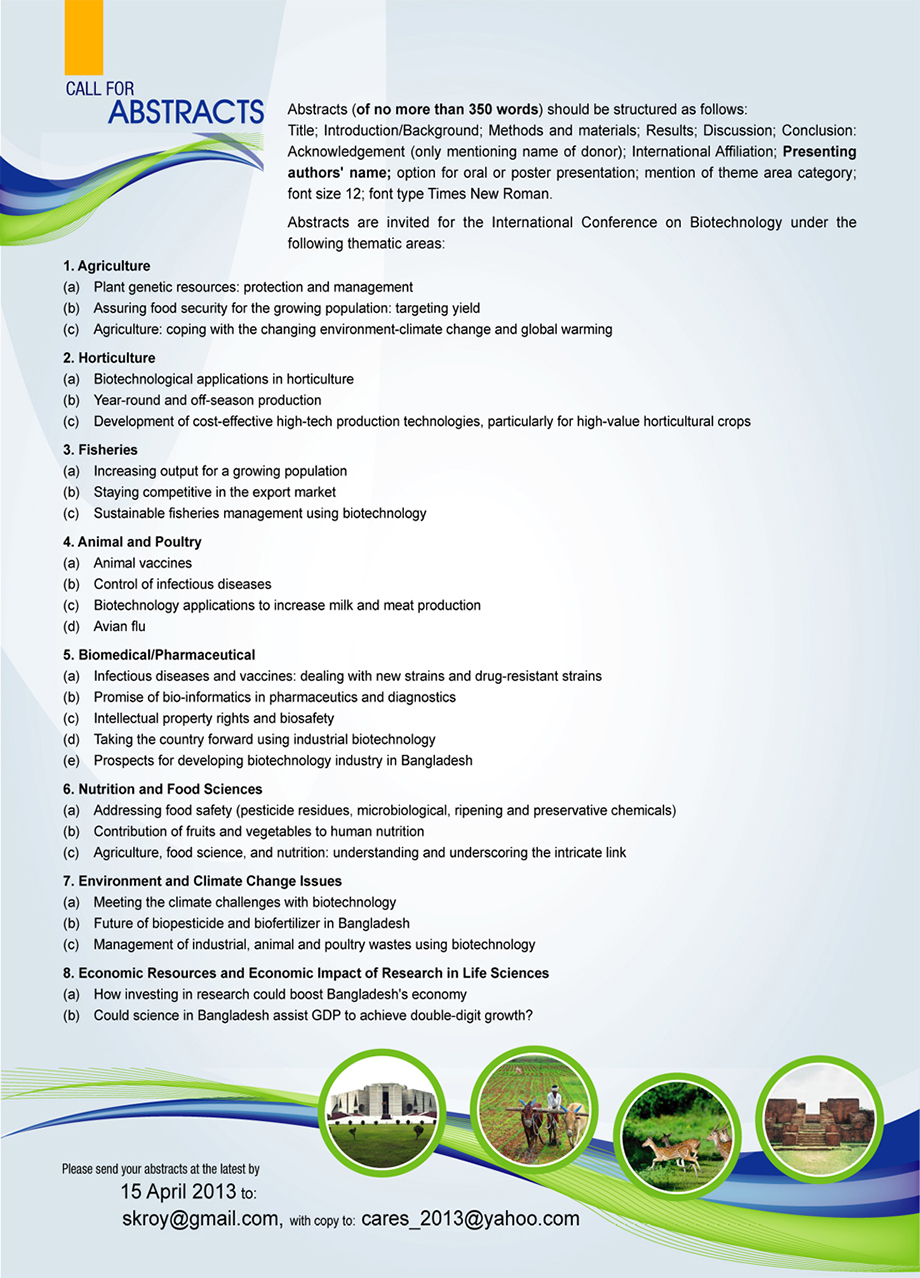 CALL FOR
ABSTRACTS
Abstracts (of no more than 350 words) should be structured as follows:
Title; Introduction/Background; Methods and materials; Results; Discussion; Conclusion:
Acknowledgement (only mentioning name of donor); International Affiliation; Presenting
authors' name; option for oral or poster presentation; mention of theme area category;
font size 12; font type Times New Roman.
Abstracts are invited for the International Conference on Biotechnology under the
following thematic areas:
1. Agriculture
(a) Plant genetic resources: protection and management
(b) Assuring food security for the growing population: targeting yield
(c) Agriculture: coping with the changing environment-climate change and global warming
2. Horticulture
(a) Biotechnological applications in horticulture
(b) Year-round and off-season production
(c) Development of cost-effective high-tech production technologies, particularly for high-value horticultural crops
3. Fisheries
(a) Increasing output for a growing population
(b) Staying competitive in the export market
(c) Sustainable fisheries management using biotechnology
4. Animal and Poultry
(a) Animal vaccines
(b) Control of infectious diseases
(c) Biotechnology applications to increase milk and meat production
(d) Avian flu
5. Biomedical/Pharmaceutical
(a) Infectious diseases and vaccines: dealing with new strains and drug-resistant strains
(b) Promise of bio-informatics in pharmaceutics and diagnostics
(c) Intellectual property rights and biosafety
(d) Taking the country forward using industrial biotechnology
(e) Prospects for developing biotechnology industry in Bangladesh
6. Nutrition and Food Sciences
(a) Addressing food safety (pesticide residues, microbiological, ripening and preservative chemicals)
(b) Contribution of fruits and vegetables to human nutrition
(c) Agriculture, food science, and nutrition: understanding and underscoring the intricate link
7. Environment and Climate Change Issues
(a) Meeting the climate challenges with biotechnology
(b) Future of biopesticide and biofertilizer in Bangladesh
(c) Management of industrial, animal and poultry wastes using biotechnology
8. Economic Resources and Economic Impact of Research in Life Sciences
(a) How investing in research could boost Bangladesh's economy
(b) Could science in Bangladesh assist GDP to achieve double-digit growth?
Please send your abstracts at the latest by
15 April 2013 to:
skroy@gmail.com, with copy to: cares_2013@yahoo.com